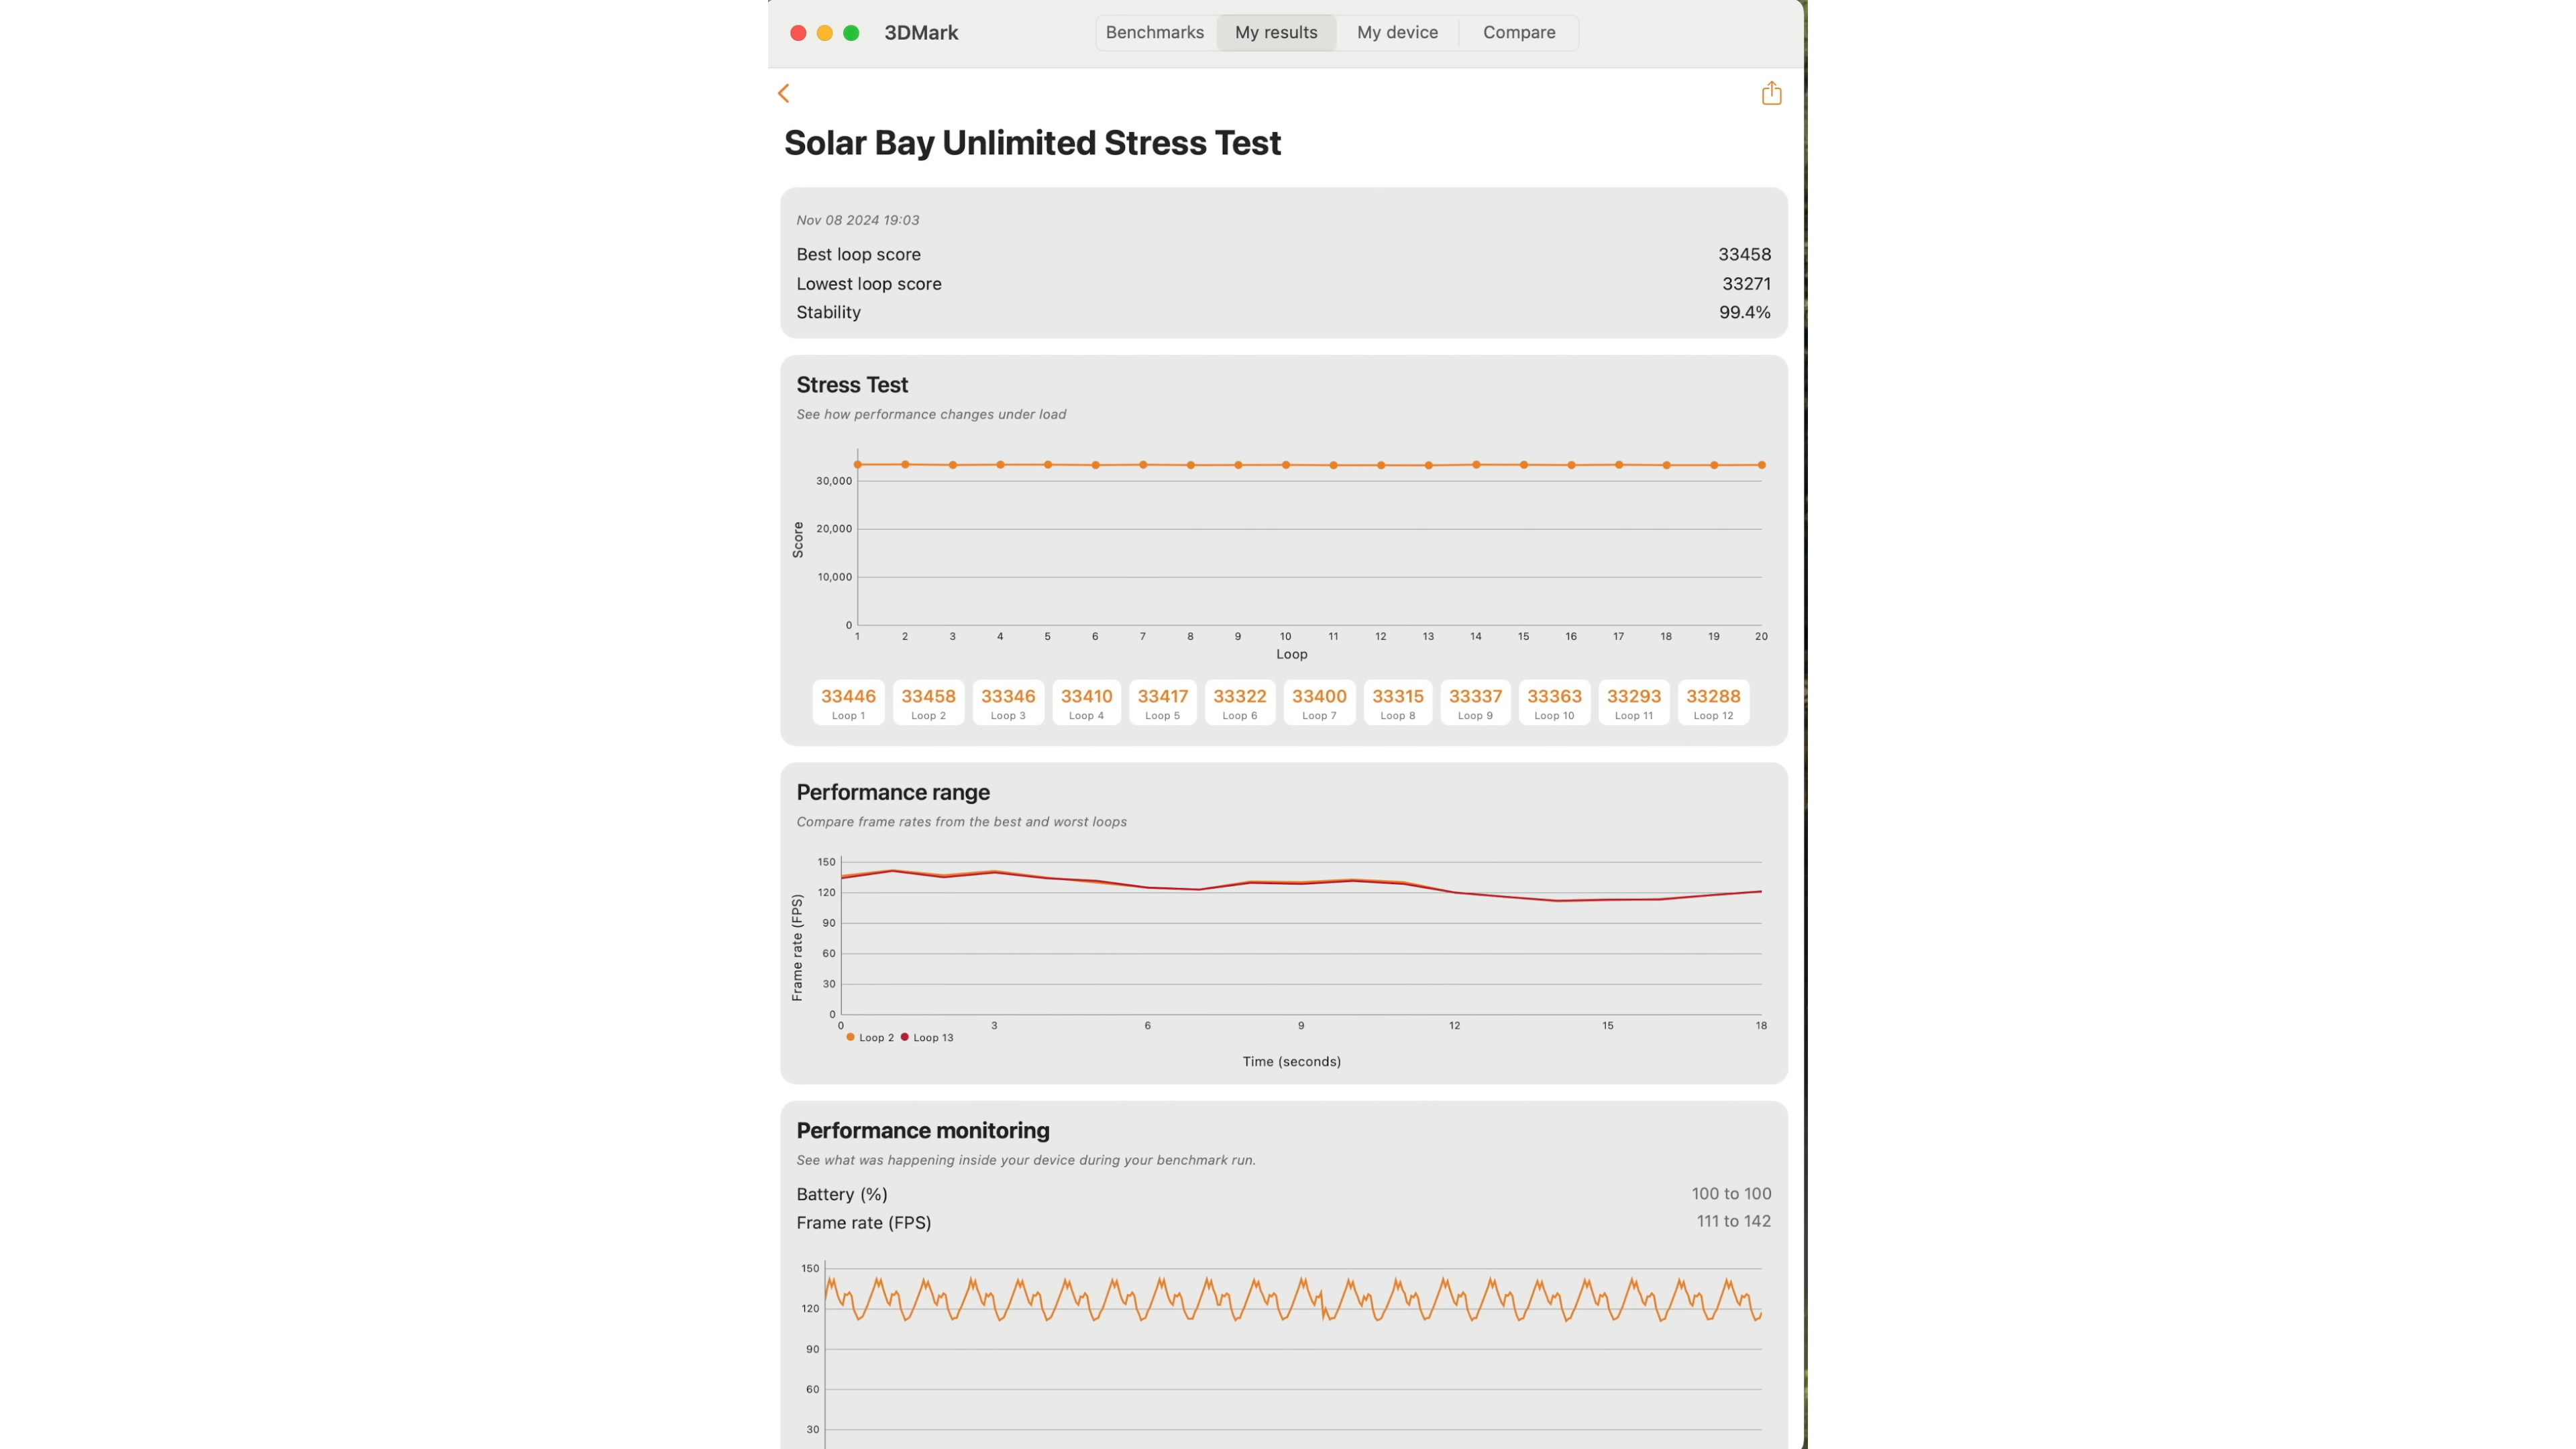 3DMark
Benchmarks
My results
My device
Compare
Solar Bay Unlimited Stress Test
Nov 08 2024 19:03
Best loop score 33458
Lowest loop score 33271
Stability 99.4%
Stress Test
See how performance changes under load
Score
30,000
20,000
10,000
0
1 2 3 4 5 6 7 8 9 10 11 12 13 14 15 16 17 18 19 20
Loop
33446 33458 33346 33410 33417 33322 33400 33315 33337 33363 33293 33288
Loop 1 Loop 2 Loop 3 Loop 4 Loop 5 Loop 6 Loop 7 Loop 8 Loop 9 Loop 10 Loop 11 Loop 12
Performance range
Compare frame rates from the best and worst loops
Frame rate (FPS)
150
120
90
60
30
0
0 3 6 9 12 15 18
Loop 2 Loop 13
Time (seconds)
Performance monitoring
See what was happening inside your device during your benchmark run.
Battery (%) 100 to 100
Frame rate (FPS) 111 to 142
150
120
90
60
30